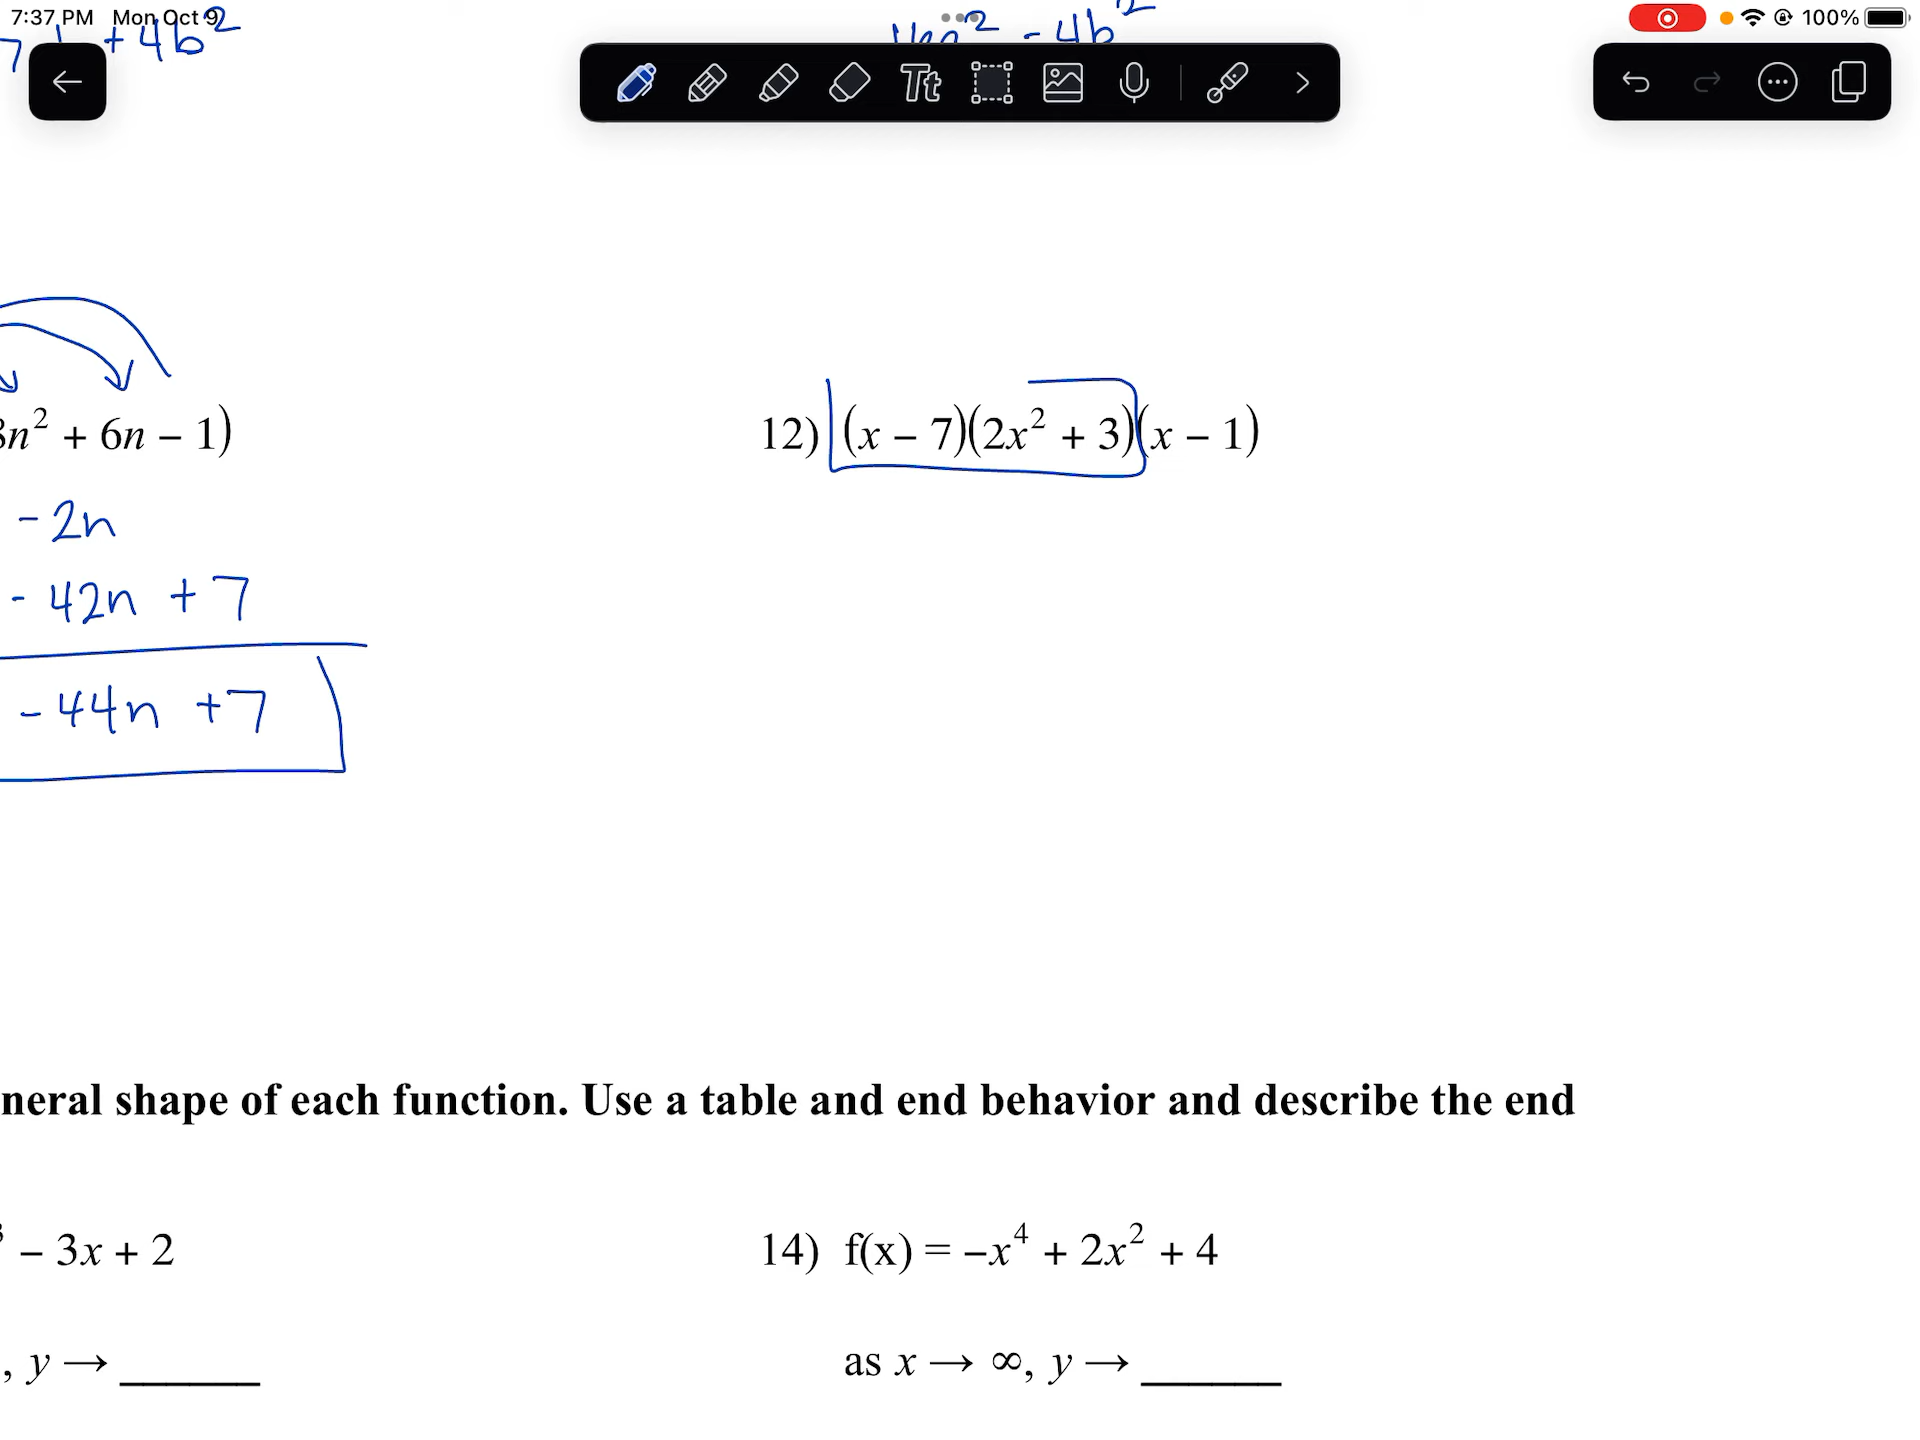 7:37 PM Mon Oct 9
100%
+ 4b²
- 4b²
Tt
3n² + 6n − 1)
- 2n
- 42n + 7
- 44n + 7
12) (x − 7)(2x² + 3)(x − 1)
neral shape of each function. Use a table and end behavior and describe the end
− 3x + 2
, y → ______
14) f(x) = −x⁴ + 2x² + 4
as x → ∞, y → ______